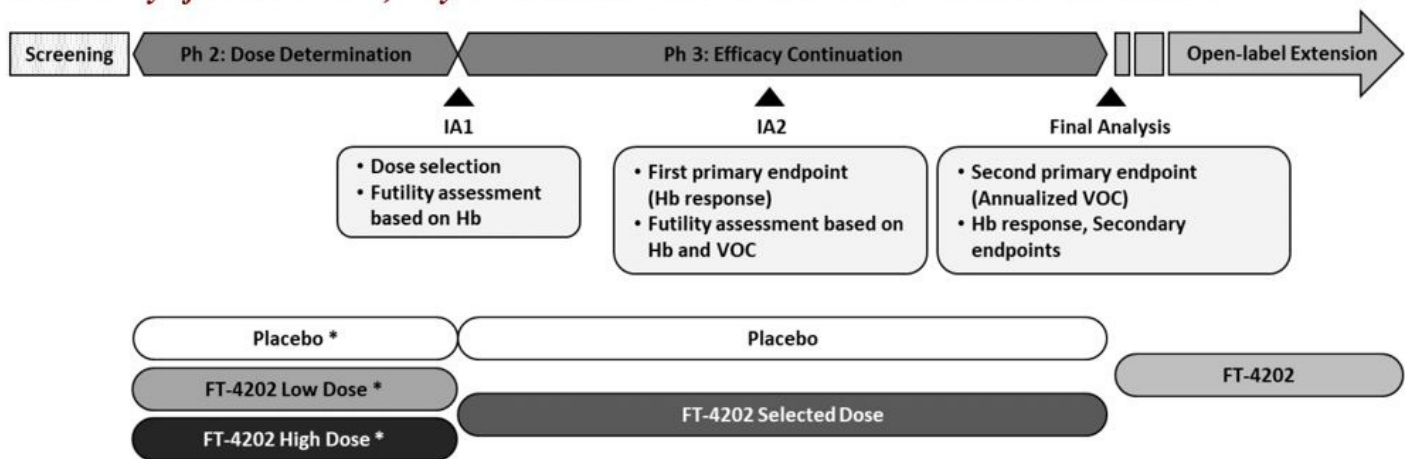 Screening
Ph 2: Dose Determination
Ph 3: Efficacy Continuation
Open-label Extension
IA1
• Dose selection
• Futility assessment
based on Hb
IA2
• First primary endpoint
(Hb response)
• Futility assessment based on
Hb and VOC
Final Analysis
• Second primary endpoint
(Annualized VOC)
• Hb response, Secondary
endpoints
Placebo *
Placebo
FT-4202 Low Dose *
FT-4202 High Dose *
FT-4202 Selected Dose
FT-4202